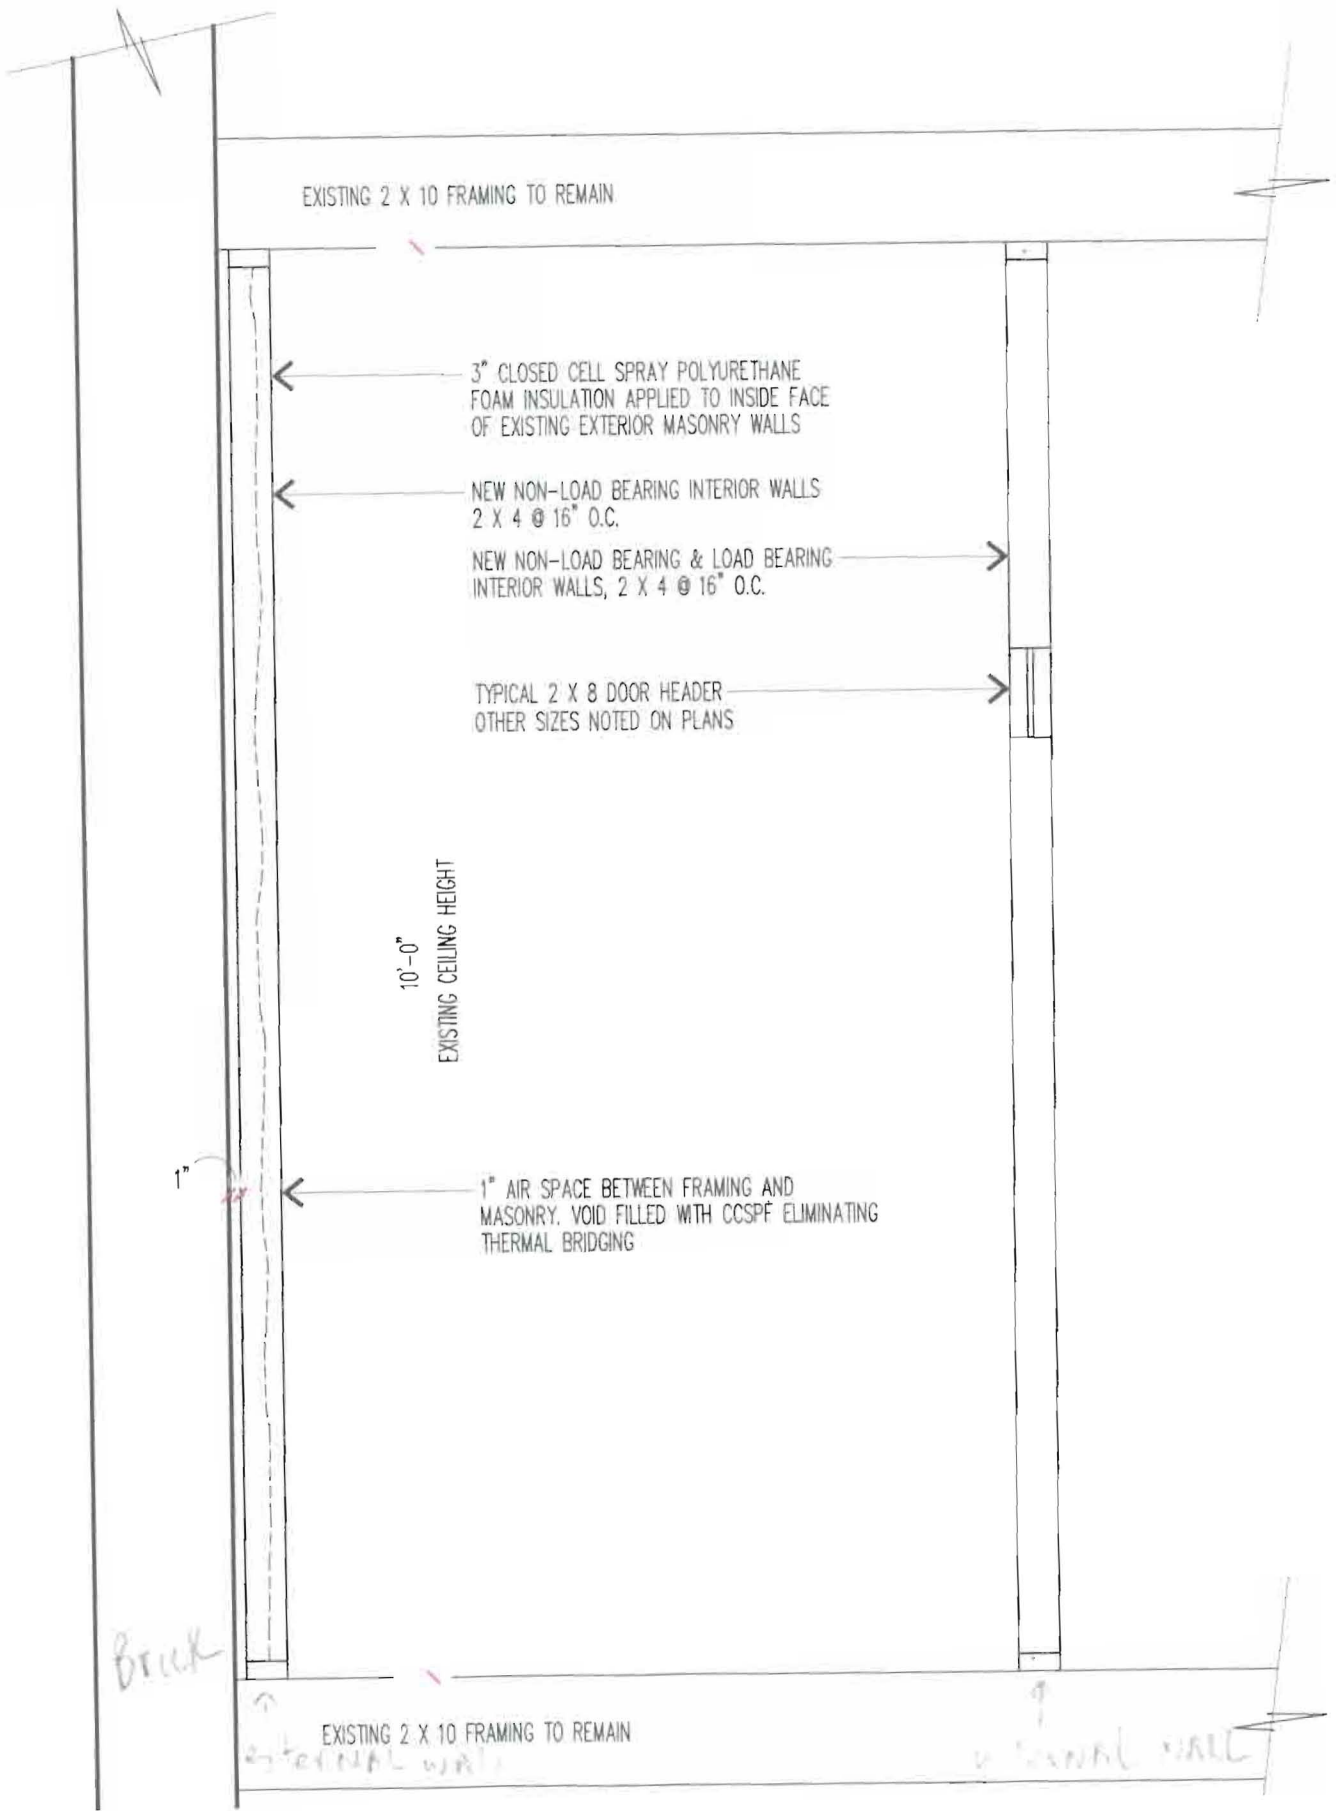 EXISTING 2 X 10 FRAMING TO REMAIN
3" CLOSED CELL SPRAY POLYURETHANE
FOAM INSULATION APPLIED TO INSIDE FACE
OF EXISTING EXTERIOR MASONRY WALLS
NEW NON-LOAD BEARING INTERIOR WALLS
2 X 4 @ 16" O.C.
NEW NON-LOAD BEARING & LOAD BEARING
INTERIOR WALLS, 2 X 4 @ 16" O.C.
TYPICAL 2 X 8 DOOR HEADER
OTHER SIZES NOTED ON PLANS
10'-0"
EXISTING CEILING HEIGHT
1"
1" AIR SPACE BETWEEN FRAMING AND
MASONRY. VOID FILLED WITH CCSPF ELIMINATING
THERMAL BRIDGING
Brick
EXISTING 2 X 10 FRAMING TO REMAIN
WALL